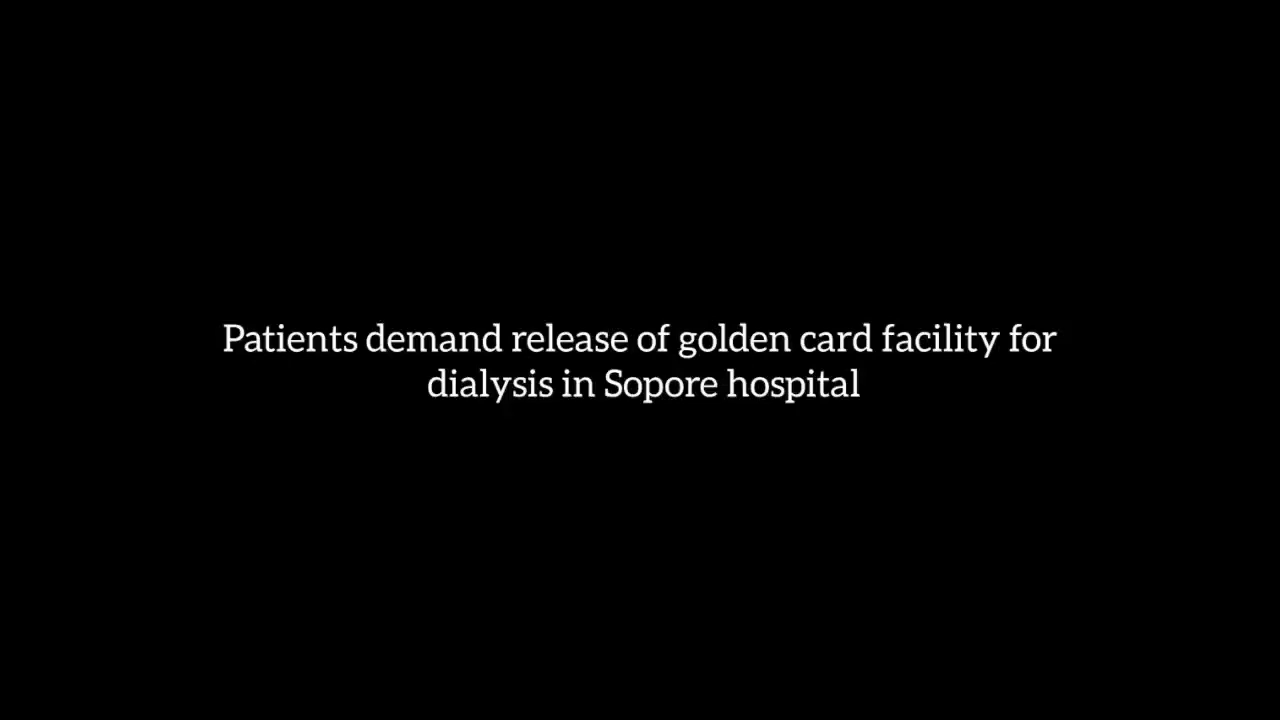 Patients demand release of golden card facility for
dialysis in Sopore hospital